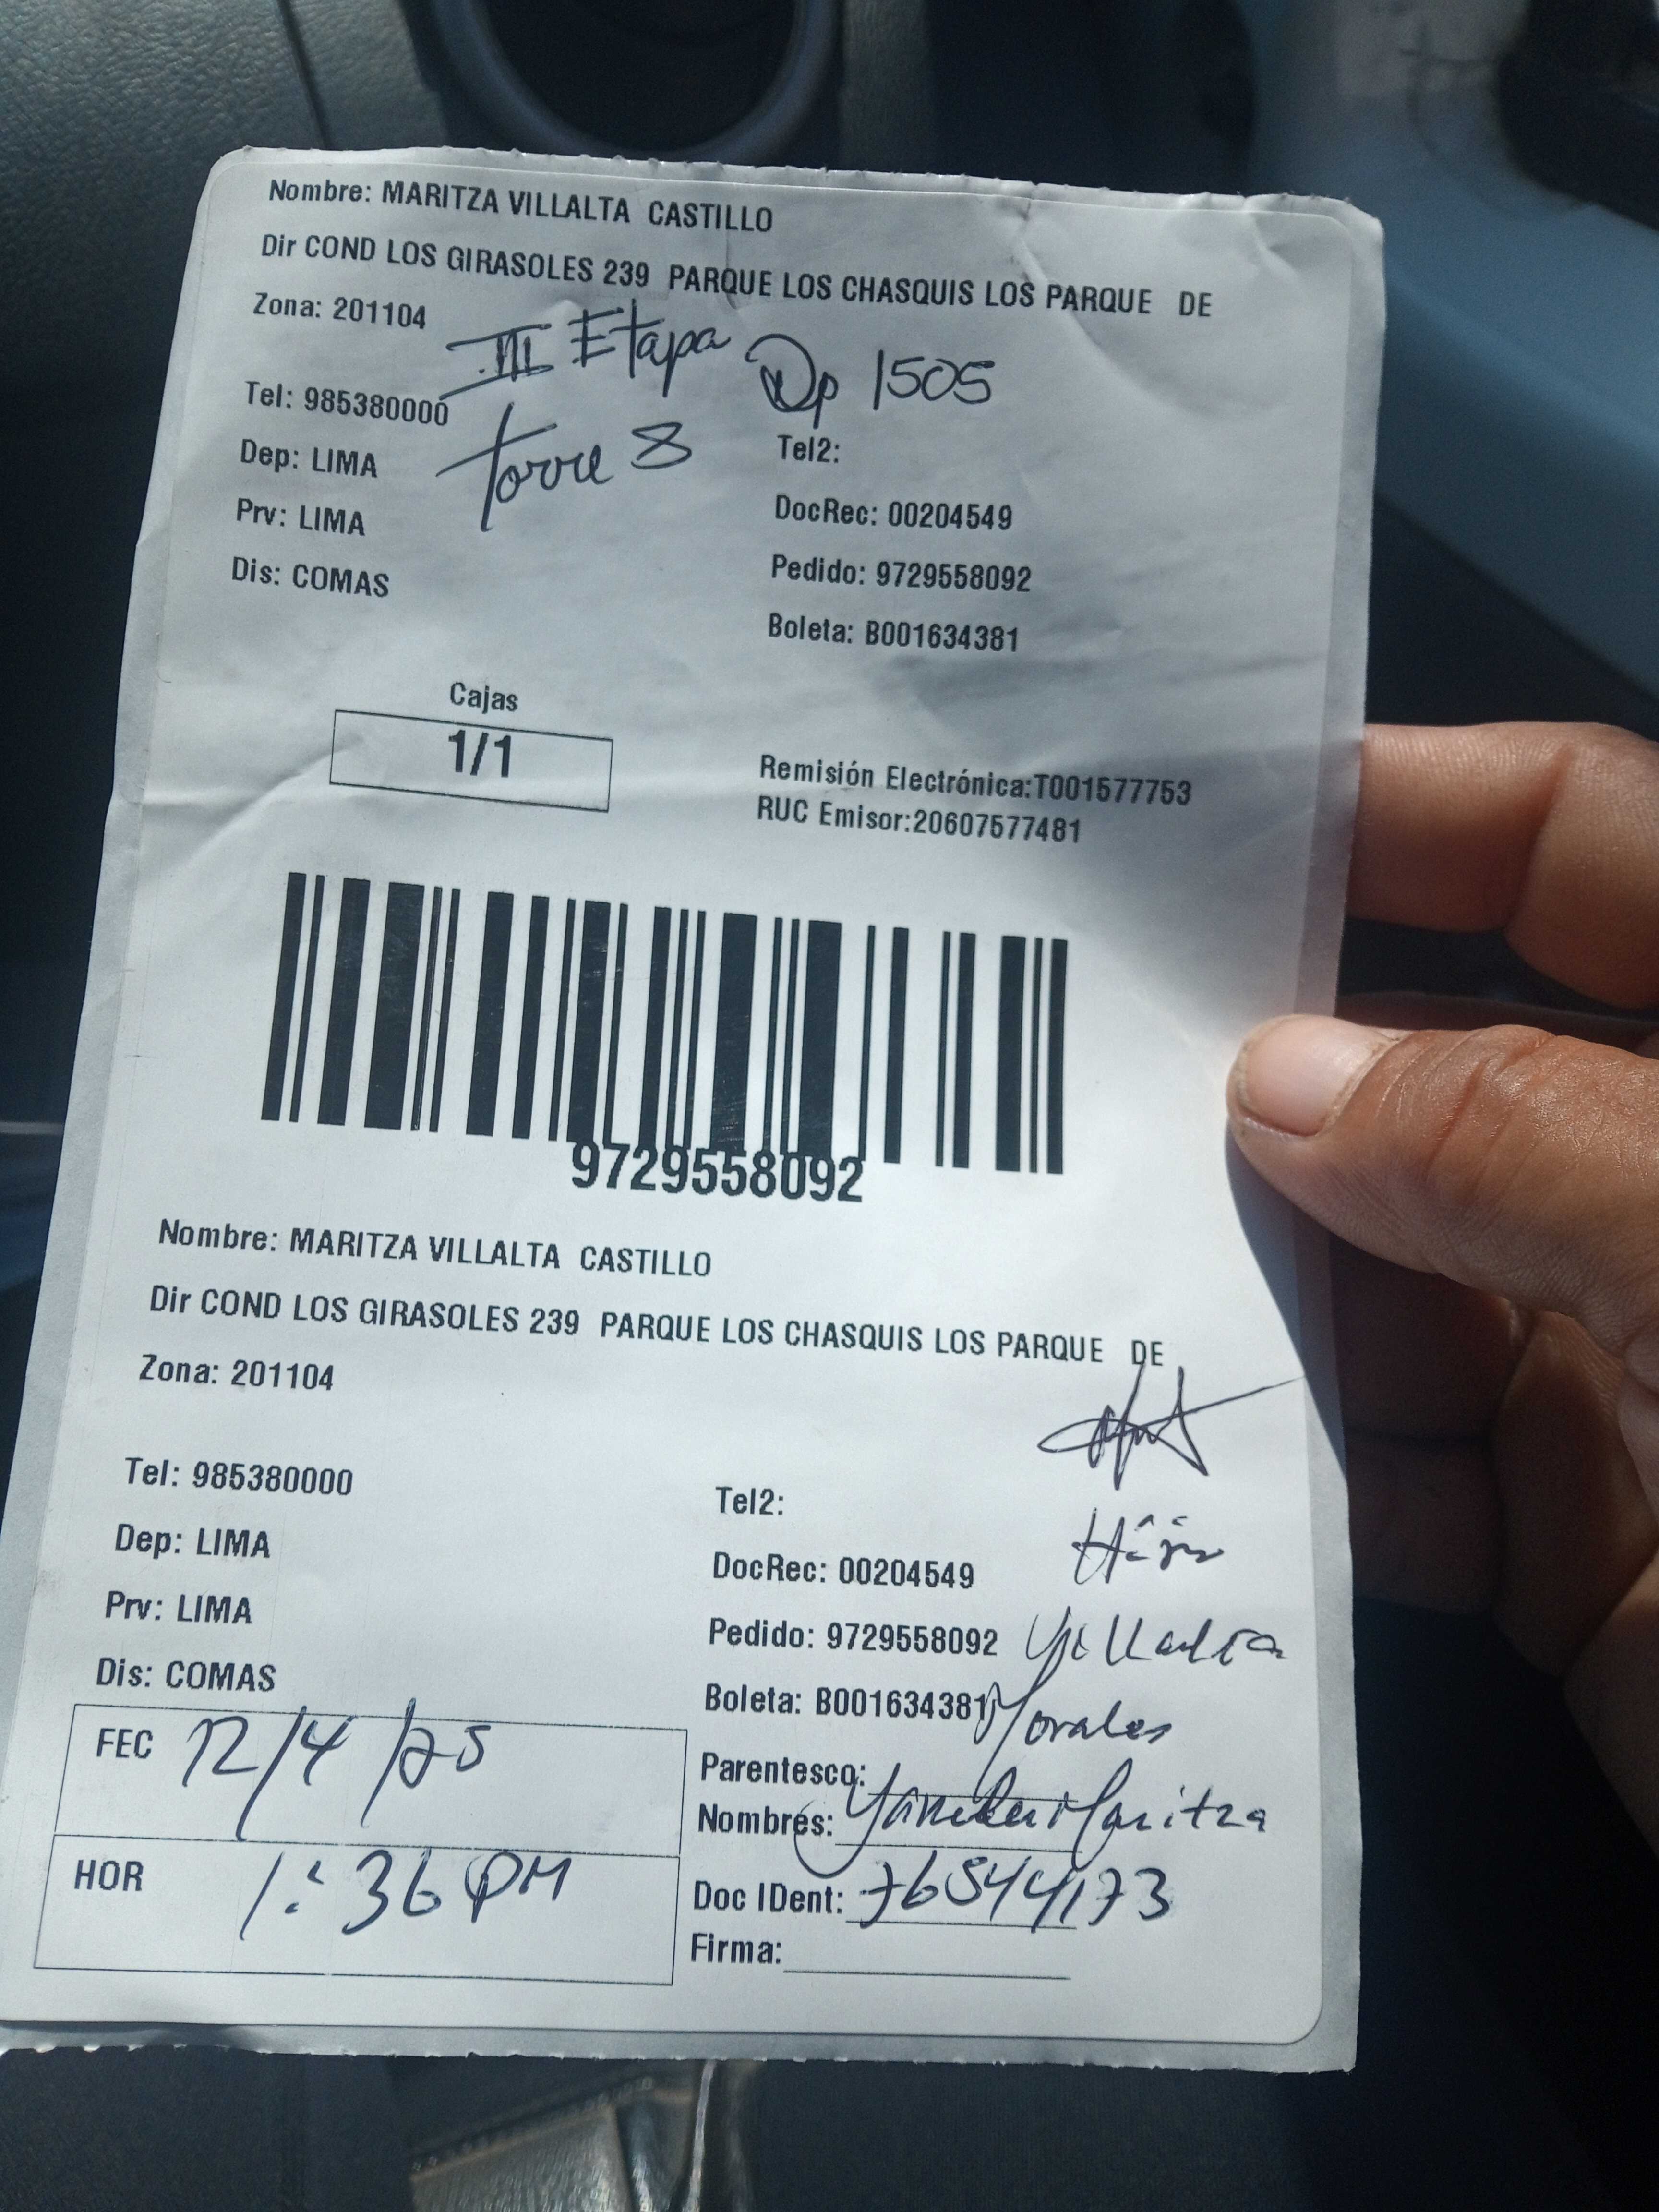 Nombre: MARITZA VILLALTA CASTILLO
Dir COND LOS GIRASOLES 239 PARQUE LOS CHASQUIS LOS PARQUE DE
Zona: 201104
III Etapa Dp 1505
Tel: 985380000
Torre 8
Tel2:
Dep: LIMA
DocRec: 00204549
Prv: LIMA
Pedido: 9729558092
Dis: COMAS
Boleta: B001634381
Cajas
1/1
Remisión Electrónica:T001577753
RUC Emisor:20607577481
9729558092
Nombre: MARITZA VILLALTA CASTILLO
Dir COND LOS GIRASOLES 239 PARQUE LOS CHASQUIS LOS PARQUE DE
Zona: 201104
Tel: 985380000
Tel2:
Dep: LIMA
DocRec: 00204549
Prv: LIMA
Pedido: 9729558092 Villalta
Dis: COMAS
Boleta: B001634381 Morales
FEC 12/4/25
Parentesco:
Nombres: Maritza
HOR 1:36 PM
Doc IDent: 76544173
Firma: